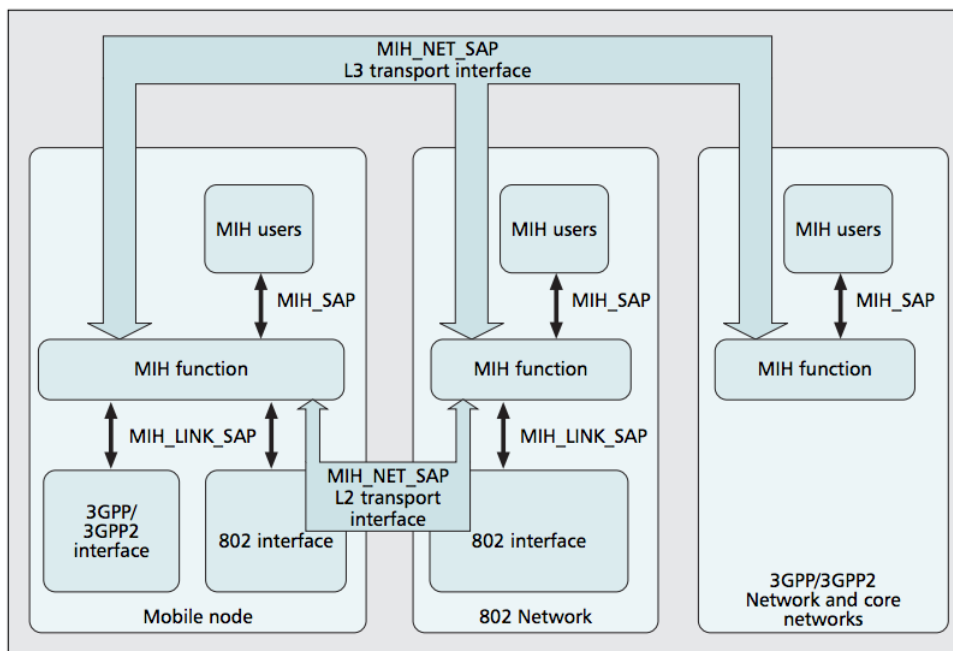 MIH_NET_SAP
L3 transport interface
MIH users
MIH users
MIH users
MIH_SAP
MIH_SAP
MIH_SAP
MIH function
MIH function
MIH function
MIH_LINK_SAP
MIH_LINK_SAP
MIH_NET_SAP
L2 transport
interface
3GPP/
3GPP2
interface
802 interface
802 interface
Mobile node
802 Network
3GPP/3GPP2
Network and core
networks